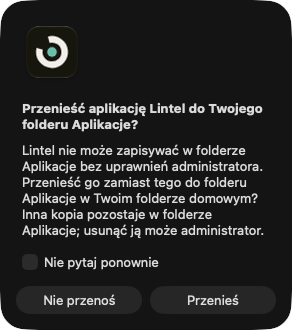 Przenieść aplikację Lintel do Twojego
folderu Aplikacje?
Lintel nie może zapisywać w folderze
Aplikacje bez uprawnień administratora.
Przenieść go zamiast tego do folderu
Aplikacje w Twoim folderze domowym?
Inna kopia pozostaje w folderze
Aplikacje; usunąć ją może administrator.
Nie pytaj ponownie
Nie przenoś
Przenieś